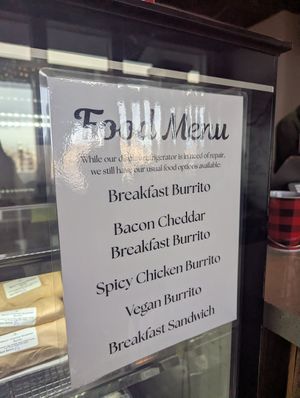 Food Menu
While our display refrigerator is in need of repair,
we still have our usual food options available:
Breakfast Burrito
Bacon Cheddar
Breakfast Burrito
Spicy Chicken Burrito
Vegan Burrito
Breakfast Sandwich